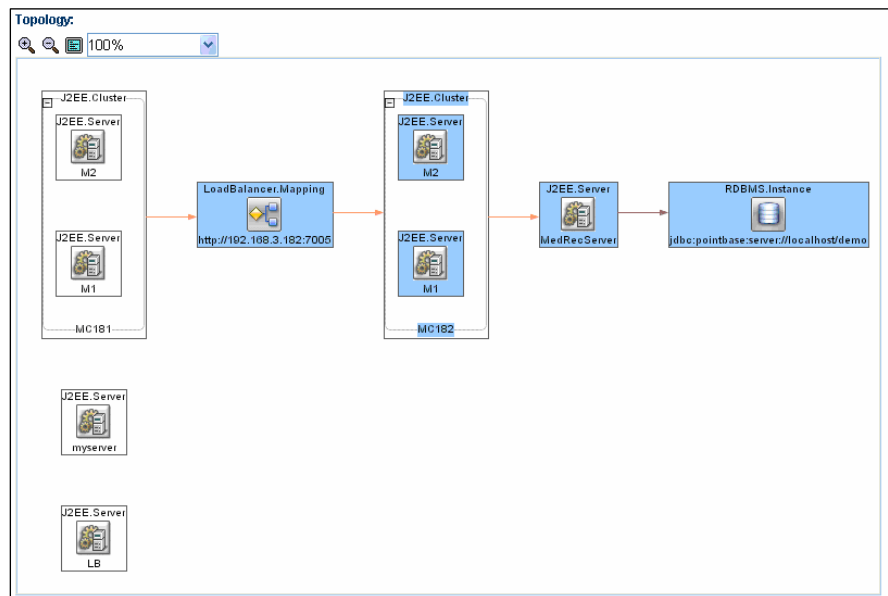 Topology:
100%
J2EE.Cluster
J2EE.Server
M2
J2EE.Server
M1
MC181
LoadBalancer.Mapping
http://192.168.3.182:7005
J2EE.Cluster
J2EE.Server
M2
J2EE.Server
M1
MC182
J2EE.Server
MedRecServer
RDBMS.Instance
jdbc:pointbase:server://localhost/demo
J2EE.Server
myserver
J2EE.Server
LB